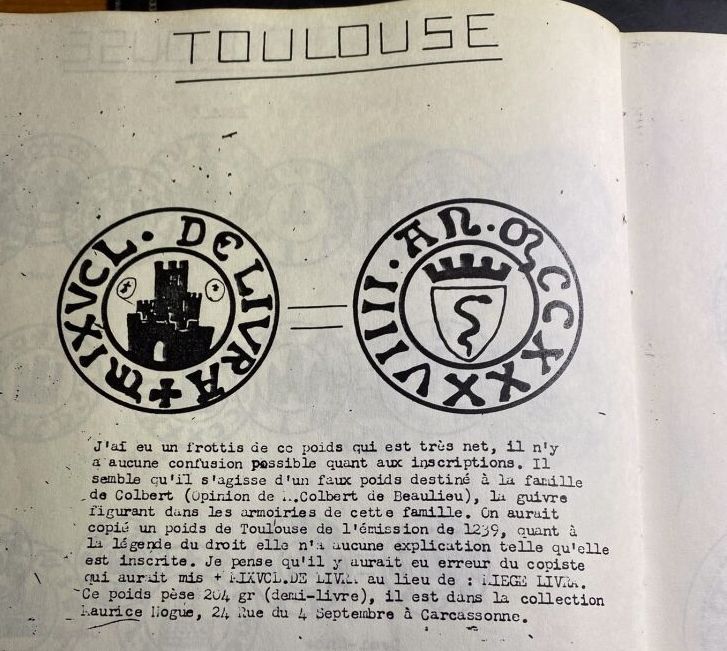 TOULOUSE
+ MIXVCL. DELIVRA
AN. MCCXXXVIIII.
J'ai eu un frottis de ce poids qui est très net, il n'y
a aucune confusion possible quant aux inscriptions. Il
semble qu'il s'agisse d'un faux poids destiné à la famille
de Colbert (Opinion de M.Colbert de Beaulieu), la guivre
figurant dans les armoiries de cette famille. On aurait
copié un poids de Toulouse de l'émission de 1239, quant à
la légende du droit elle n'a aucune explication telle qu'elle
est inscrite. Je pense qu'il y aurait eu erreur du copiste
qui aurait mis + MIXVCL.DE LIVRA au lieu de : MIEGE LIVRA.
Ce poids pèse 204 gr (demi-livre), il est dans la collection
Maurice Nogué, 24 Rue du 4 Septembre à Carcassonne.